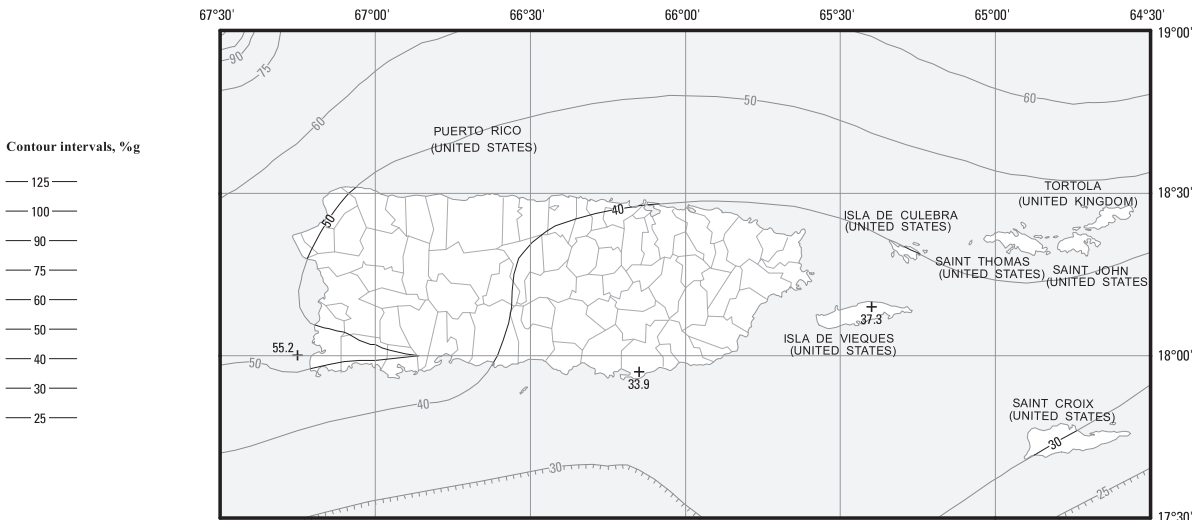 67°30'
67°00'
66°30'
66°00'
65°30'
65°00'
64°30'
19°00'
90
75
60
50
60
Contour intervals, %g
125
100
90
75
60
50
40
30
25
PUERTO RICO
(UNITED STATES)
18°30'
TORTOLA
(UNITED KINGDOM)
50
40
ISLA DE CULEBRA
(UNITED STATES)
SAINT THOMAS
(UNITED STATES)
SAINT JOHN
(UNITED STATES
37.3
ISLA DE VIEQUES
(UNITED STATES)
55.2
50
18°00'
33.9
40
SAINT CROIX
(UNITED STATES)
30
30
25
17°30'